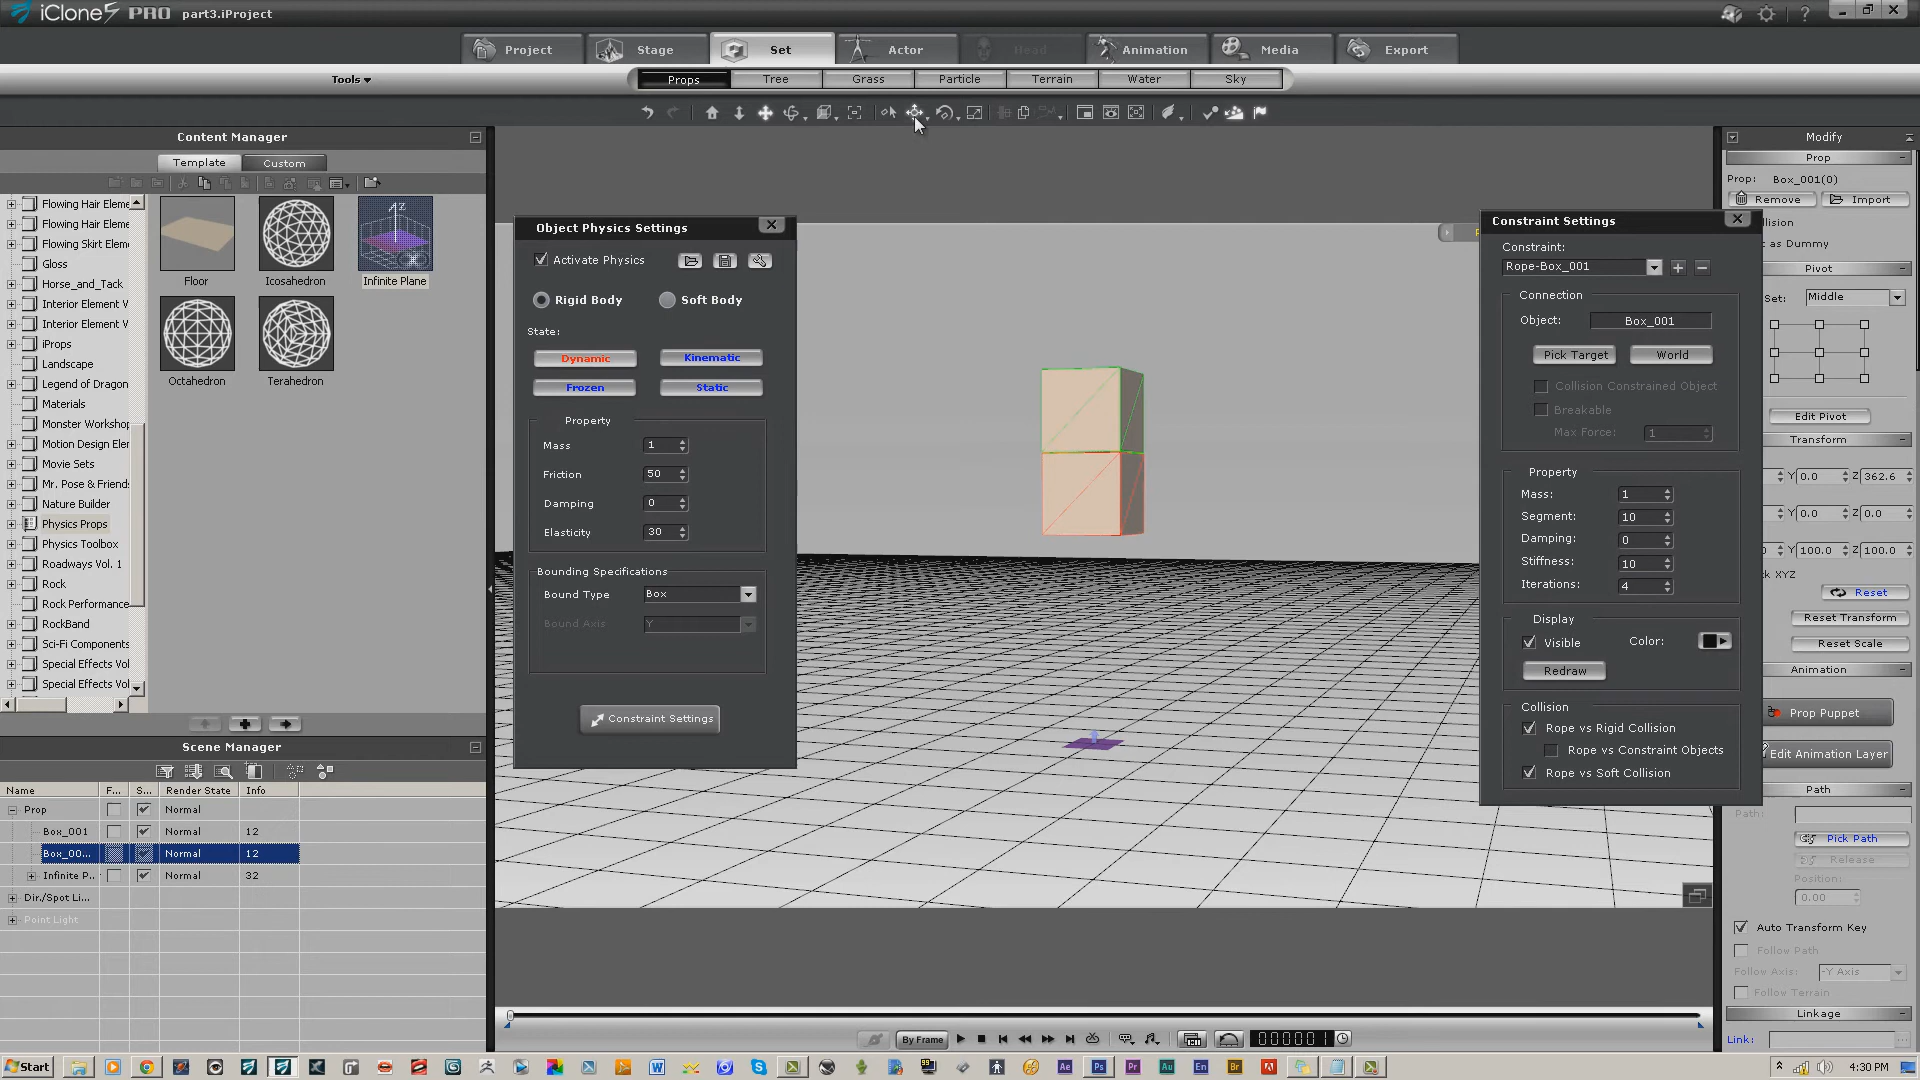 iClone5 PRO part3.iProject
Project Stage Set Actor Head Animation Media Export
Tools
Props Tree Grass Particle Terrain Water Sky
Content Manager
Template Custom
Flowing Hair Eleme
Flowing Hair Eleme
Flowing Skirt Elem
Gloss
Horse_and_Tack
Interior Element V
Interior Element V
iProps
Landscape
Legend of Dragon
Materials
Monster Workshop
Motion Design Eler
Movie Sets
Mr. Pose & Friend:
Nature Builder
Physics Props
Physics Toolbox
Roadways Vol. 1
Rock
Rock Performance
RockBand
Sci-Fi Components
Special Effects Vol
Special Effects Vol
Floor Icosahedron Infinite Plane
Octahedron Terahedron
Scene Manager
Name F... S... Render State Info
Prop Normal
Box_001 Normal 12
Box_00... Normal 12
Infinite P... Normal 32
Dir./Spot Li...
Point Light
Object Physics Settings
Activate Physics
Rigid Body Soft Body
State:
Dynamic Kinematic
Frozen Static
Property
Mass 1
Friction 50
Damping 0
Elasticity 30
Bounding Specifications
Bound Type Box
Bound Axis Y
Constraint Settings
Constraint Settings
Constraint:
Rope-Box_001
Connection
Object: Box_001
Pick Target World
Collision Constrained Object
Breakable
Max Force: 1
Property
Mass: 1
Segment: 10
Damping: 0
Stiffness: 10
Iterations: 4
Display
Visible Color:
Redraw
Collision
Rope vs Rigid Collision
Rope vs Constraint Objects
Rope vs Soft Collision
Modify
Prop
Prop: Box_001(0)
Remove Import
llision
as Dummy
Pivot
Set: Middle
Edit Pivot
Transform
Y 0.0 Z 362.6
Y 0.0 Z 0.0
Y 100.0 Z 100.0
k XYZ
Reset
Reset Transform
Reset Scale
Animation
Prop Puppet
Edit Animation Layer
Path
Path:
Pick Path
Release
Position:
0.00
Auto Transform Key
Follow Path
Follow Axis: -Y Axis
Follow Terrain
Linkage
Link:
By Frame 000001
Start 4:30 PM